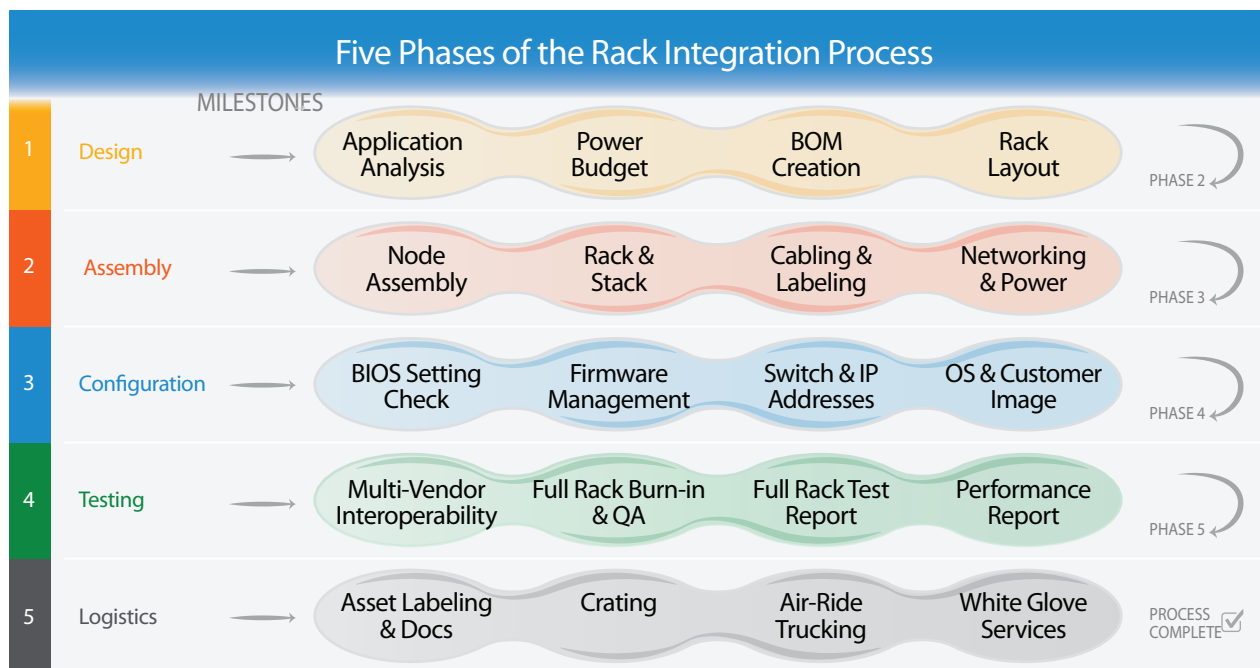 Five Phases of the Rack Integration Process
MILESTONES
1
Design
Application
Analysis
Power
Budget
BOM
Creation
Rack
Layout
PHASE 2
2
Assembly
Node
Assembly
Rack &
Stack
Cabling &
Labeling
Networking
& Power
PHASE 3
3
Configuration
BIOS Setting
Check
Firmware
Management
Switch & IP
Addresses
OS & Customer
Image
PHASE 4
4
Testing
Multi-Vendor
Interoperability
Full Rack Burn-in
& QA
Full Rack Test
Report
Performance
Report
PHASE 5
5
Logistics
Asset Labeling
& Docs
Crating
Air-Ride
Trucking
White Glove
Services
PROCESS
COMPLETE